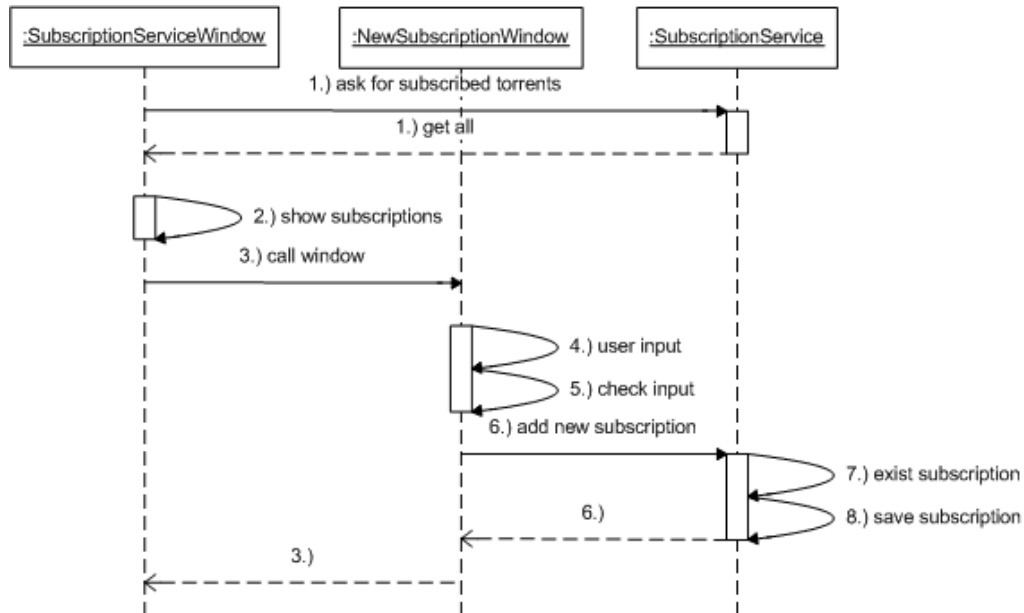 :SubscriptionServiceWindow
:NewSubscriptionWindow
:SubscriptionService
1.) ask for subscribed torrents
1.) get all
2.) show subscriptions
3.) call window
4.) user input
5.) check input
6.) add new subscription
7.) exist subscription
6.)
8.) save subscription
3.)